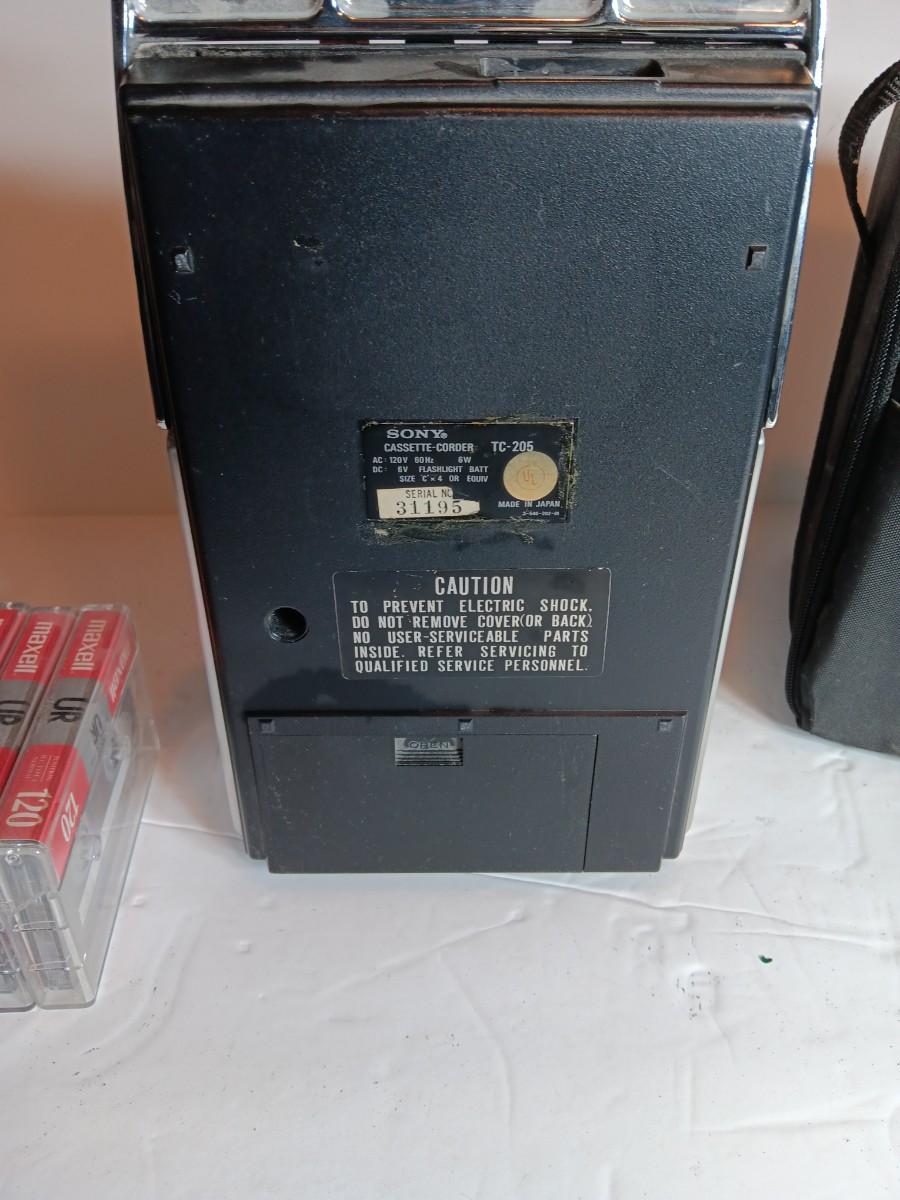 SONY®
CASSETTE-CORDER TC-205
AC: 120V 60Hz 6W
DC: 6V FLASHLIGHT BATT
SIZE "C" × 4 OR EQUIV
UL
SERIAL NO
31195
MADE IN JAPAN
CAUTION
TO PREVENT ELECTRIC SHOCK,
DO NOT REMOVE COVER(OR BACK)
NO USER-SERVICEABLE PARTS
INSIDE. REFER SERVICING TO
QUALIFIED SERVICE PERSONNEL.
OPEN
maxell
UR
120
120
maxell
UR